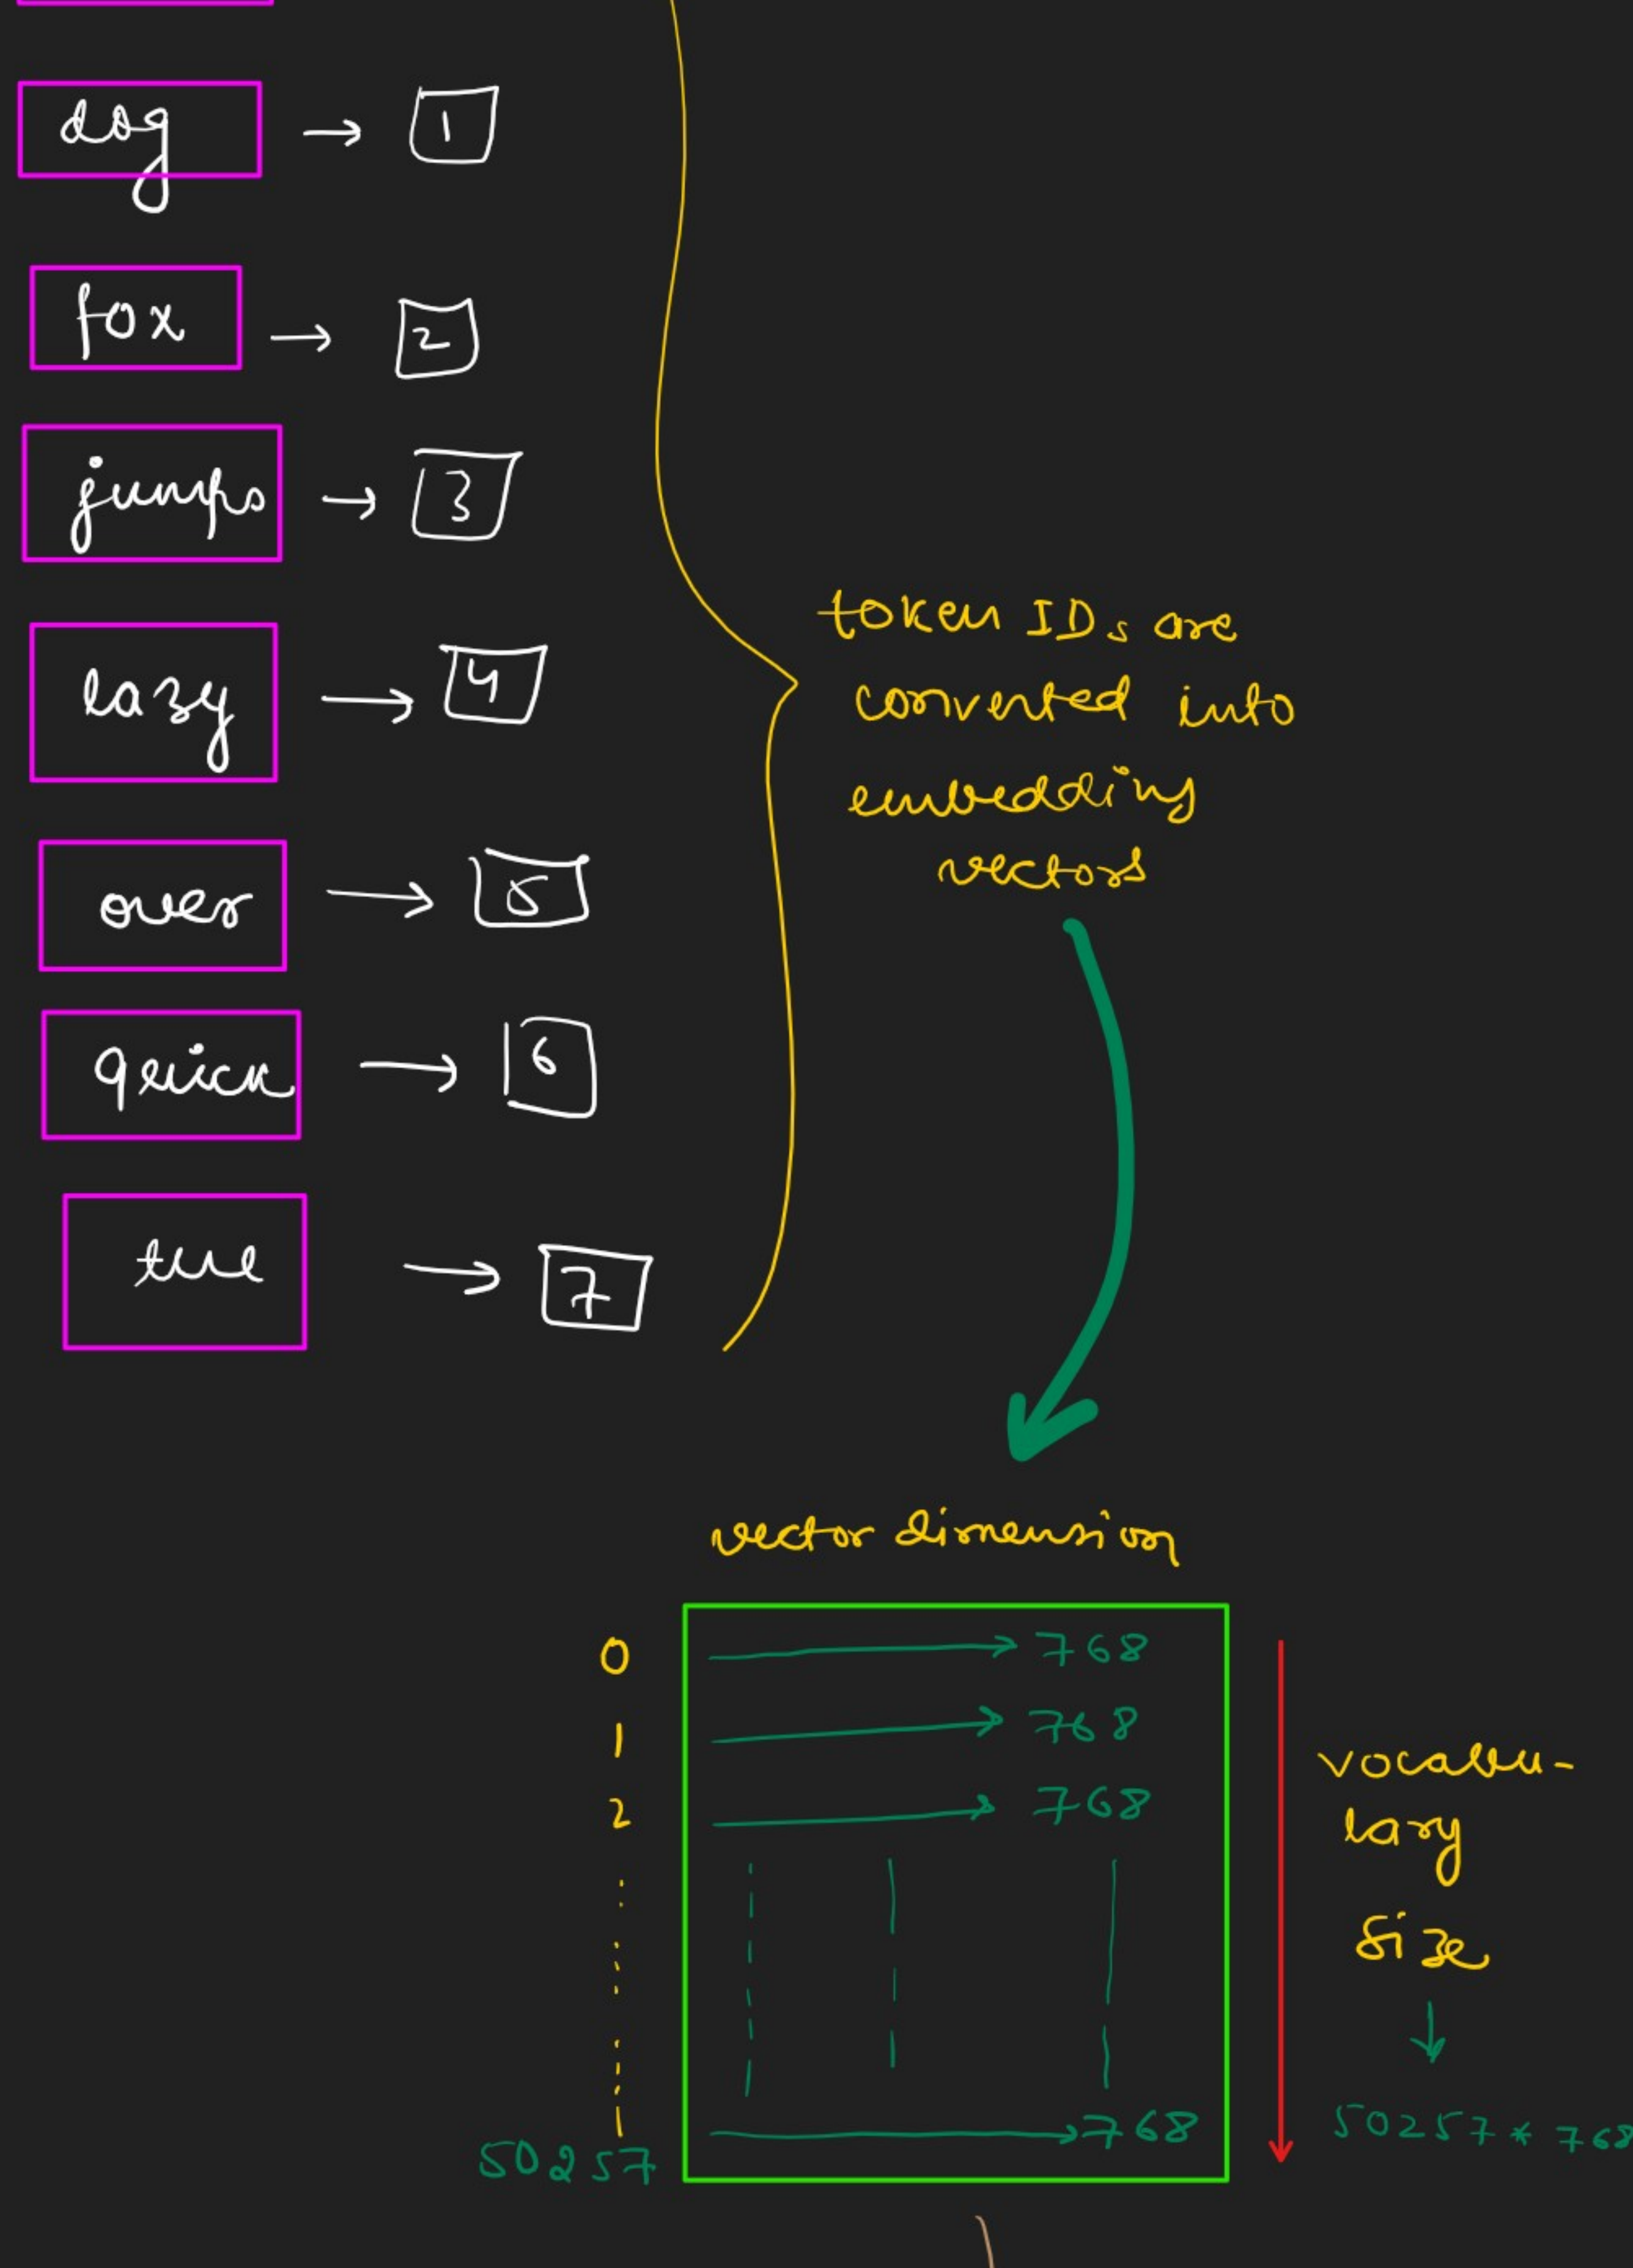 dog → 1
fox → 2
jumps → 3
lazy → 4
over → 5
quick → 6
the → 7
token IDs are
converted into
embedding
vectors
vector dimension
0 → 768
1 → 768
2 → 768
50257 → 768
vocabu-
lary
size
↓
50257 * 768